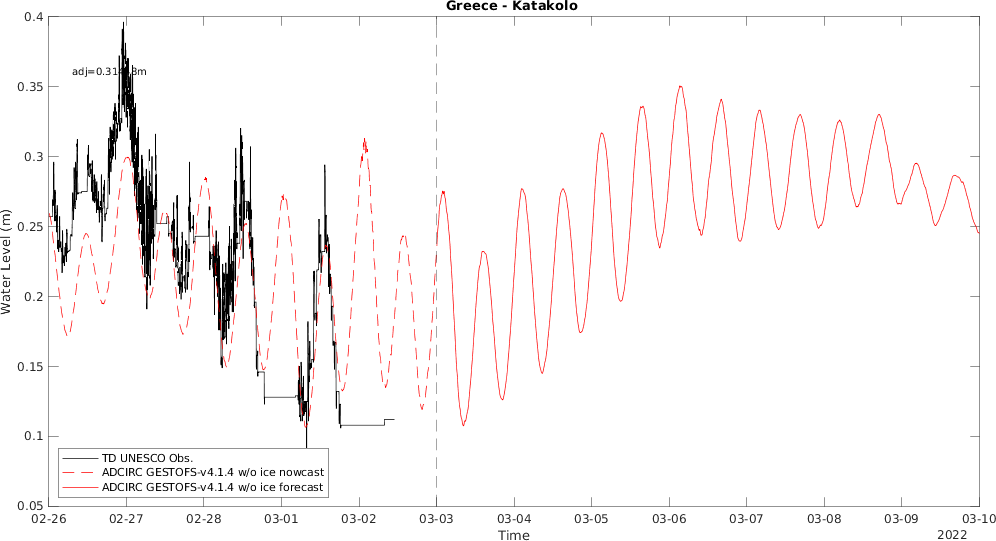 Greece - Katakolo
0.4
0.35
0.3
0.25
0.2
0.15
0.1
0.05
Water Level (m)
TD UNESCO Obs.
ADCIRC GESTOFS-v4.1.4 w/o ice nowcast
ADCIRC GESTOFS-v4.1.4 w/o ice forecast
02-26 02-27 02-28 03-01 03-02 03-03 03-04 03-05 03-06 03-07 03-08 03-09 03-10
Time
2022